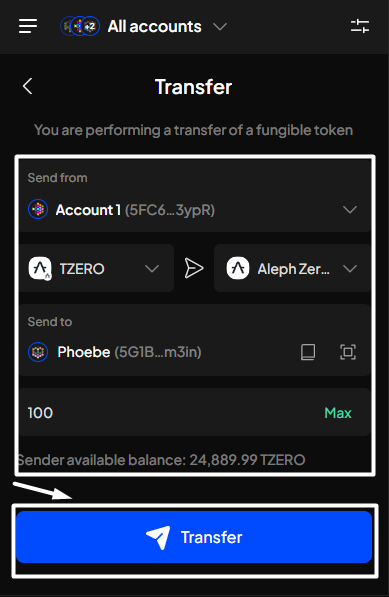 +2 All accounts
Transfer
You are performing a transfer of a fungible token
Send from
Account 1 (5FC6...3ypR)
TZERO Aleph Zer...
Send to
Phoebe (5G1B...m3in)
100 Max
Sender available balance: 24,889.99 TZERO
Transfer